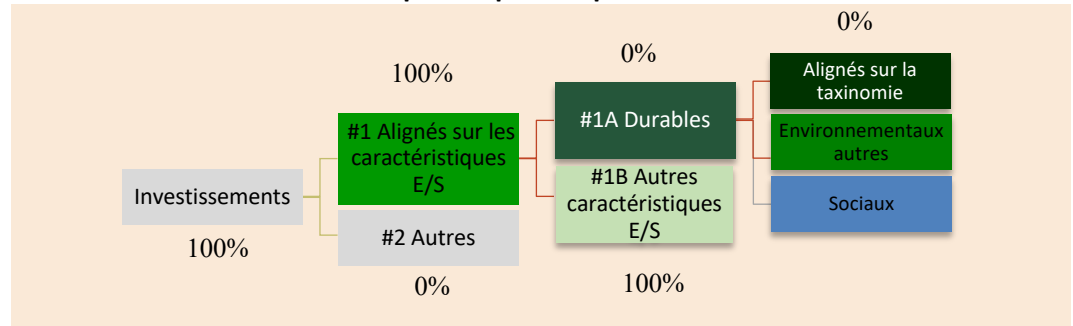 0%
0%
100%
Alignés sur la
taxinomie
#1A Durables
#1 Alignés sur les
caractéristiques
E/S
Environnementaux
autres
Investissements
#1B Autres
caractéristiques
E/S
Sociaux
#2 Autres
100%
0%
100%